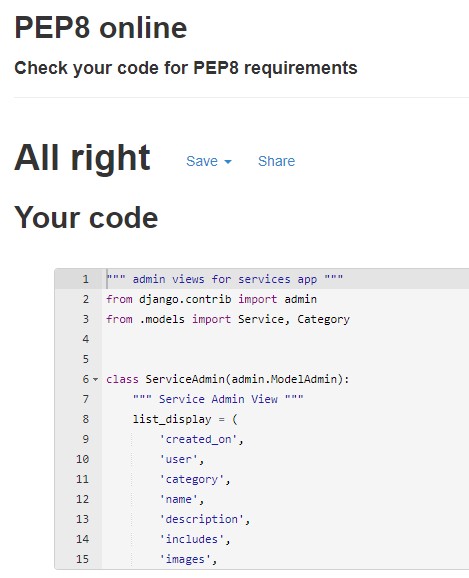 PEP8 online
Check your code for PEP8 requirements
All right Save Share
Your code
1 """ admin views for services app """
2 from django.contrib import admin
3 from .models import Service, Category
4
5
6 class ServiceAdmin(admin.ModelAdmin):
7 """ Service Admin View """
8 list_display = (
9 'created_on',
10 'user',
11 'category',
12 'name',
13 'description',
14 'includes',
15 'images',